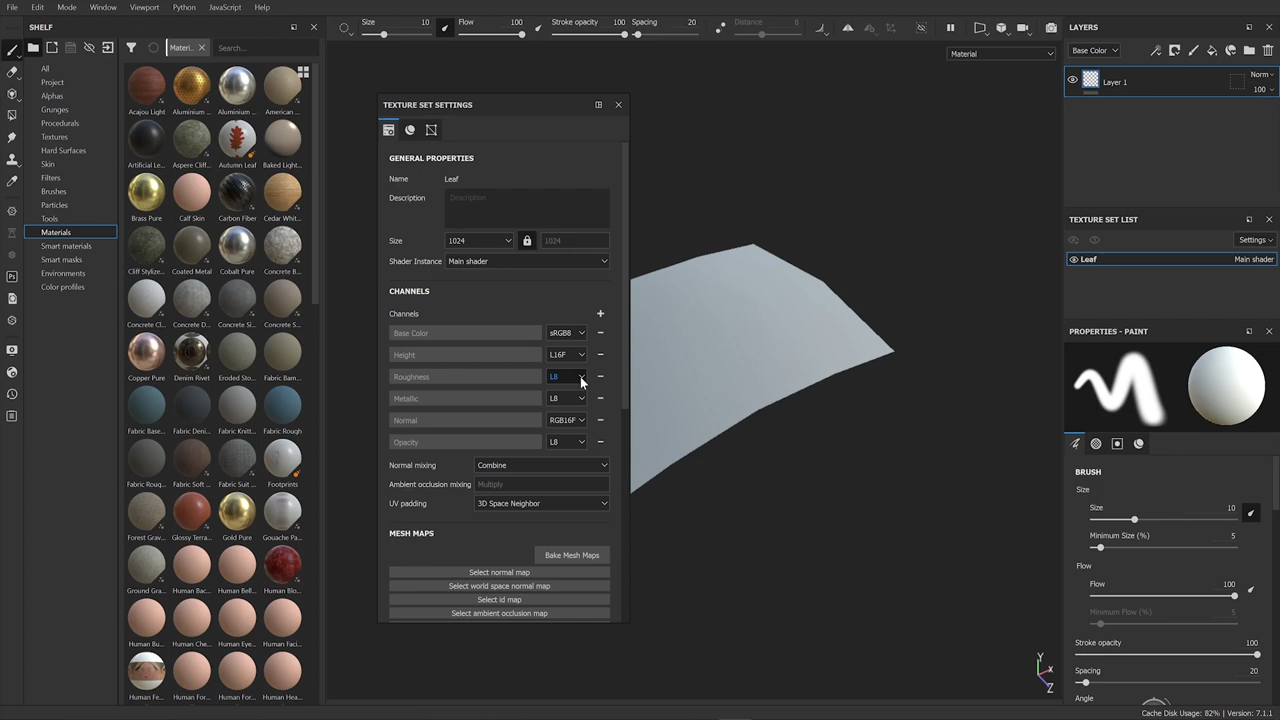 File Edit Mode Window Viewport Python JavaScript Help
SHELF
Size 10 Flow 100 Stroke opacity 100 Spacing 20 Distance 8
Materi...
Search...
All
Project
Alphas
Grunges
Procedurals
Textures
Hard Surfaces
Skin
Filters
Brushes
Particles
Tools
Materials
Smart materials
Smart masks
Environments
Color profiles
Acajou Light Aluminium ... Aluminium ... American ...
Artificial Le... Aspere Cliff... Autumn Leaf Baked Light...
Brass Pure Calf Skin Carbon Fiber Cedar Whit...
Cliff Stylize... Coated Metal Cobalt Pure Concrete B...
Concrete Cl... Concrete D... Concrete Si... Concrete ...
Copper Pure Denim Rivet Eroded Sto... Fabric Bam...
Fabric Base... Fabric Deni... Fabric Knitt... Fabric Rough
Fabric Roug... Fabric Soft ... Fabric Suit ... Footprints
Forest Grav... Glossy Terra... Gold Pure Gouache Pa...
Ground Gra... Human Bac... Human Bell... Human Blo...
Human Bu... Human Che... Human Eye... Human Faci...
Human Fe... Human For... Human For... Human Hea...
Material
TEXTURE SET SETTINGS
GENERAL PROPERTIES
Name Leaf
Description Description
Size 1024 1024
Shader Instance Main shader
CHANNELS
Channels
Base Color sRGB8
Height L16F
Roughness L8
Metallic L8
Normal RGB16F
Opacity L8
Normal mixing Combine
Ambient occlusion mixing Multiply
UV padding 3D Space Neighbor
MESH MAPS
Bake Mesh Maps
Select normal map
Select world space normal map
Select id map
Select ambient occlusion map
Y
X
Z
LAYERS
Base Color
Layer 1 Norm
100
TEXTURE SET LIST
Settings
Leaf Main shader
PROPERTIES - PAINT
BRUSH
Size
Size 10
Minimum Size (%) 5
Flow
Flow 100
Minimum Flow (%) 5
Stroke opacity 100
Spacing 20
Angle
Cache Disk Usage: 82% | Version: 7.1.1
Ps